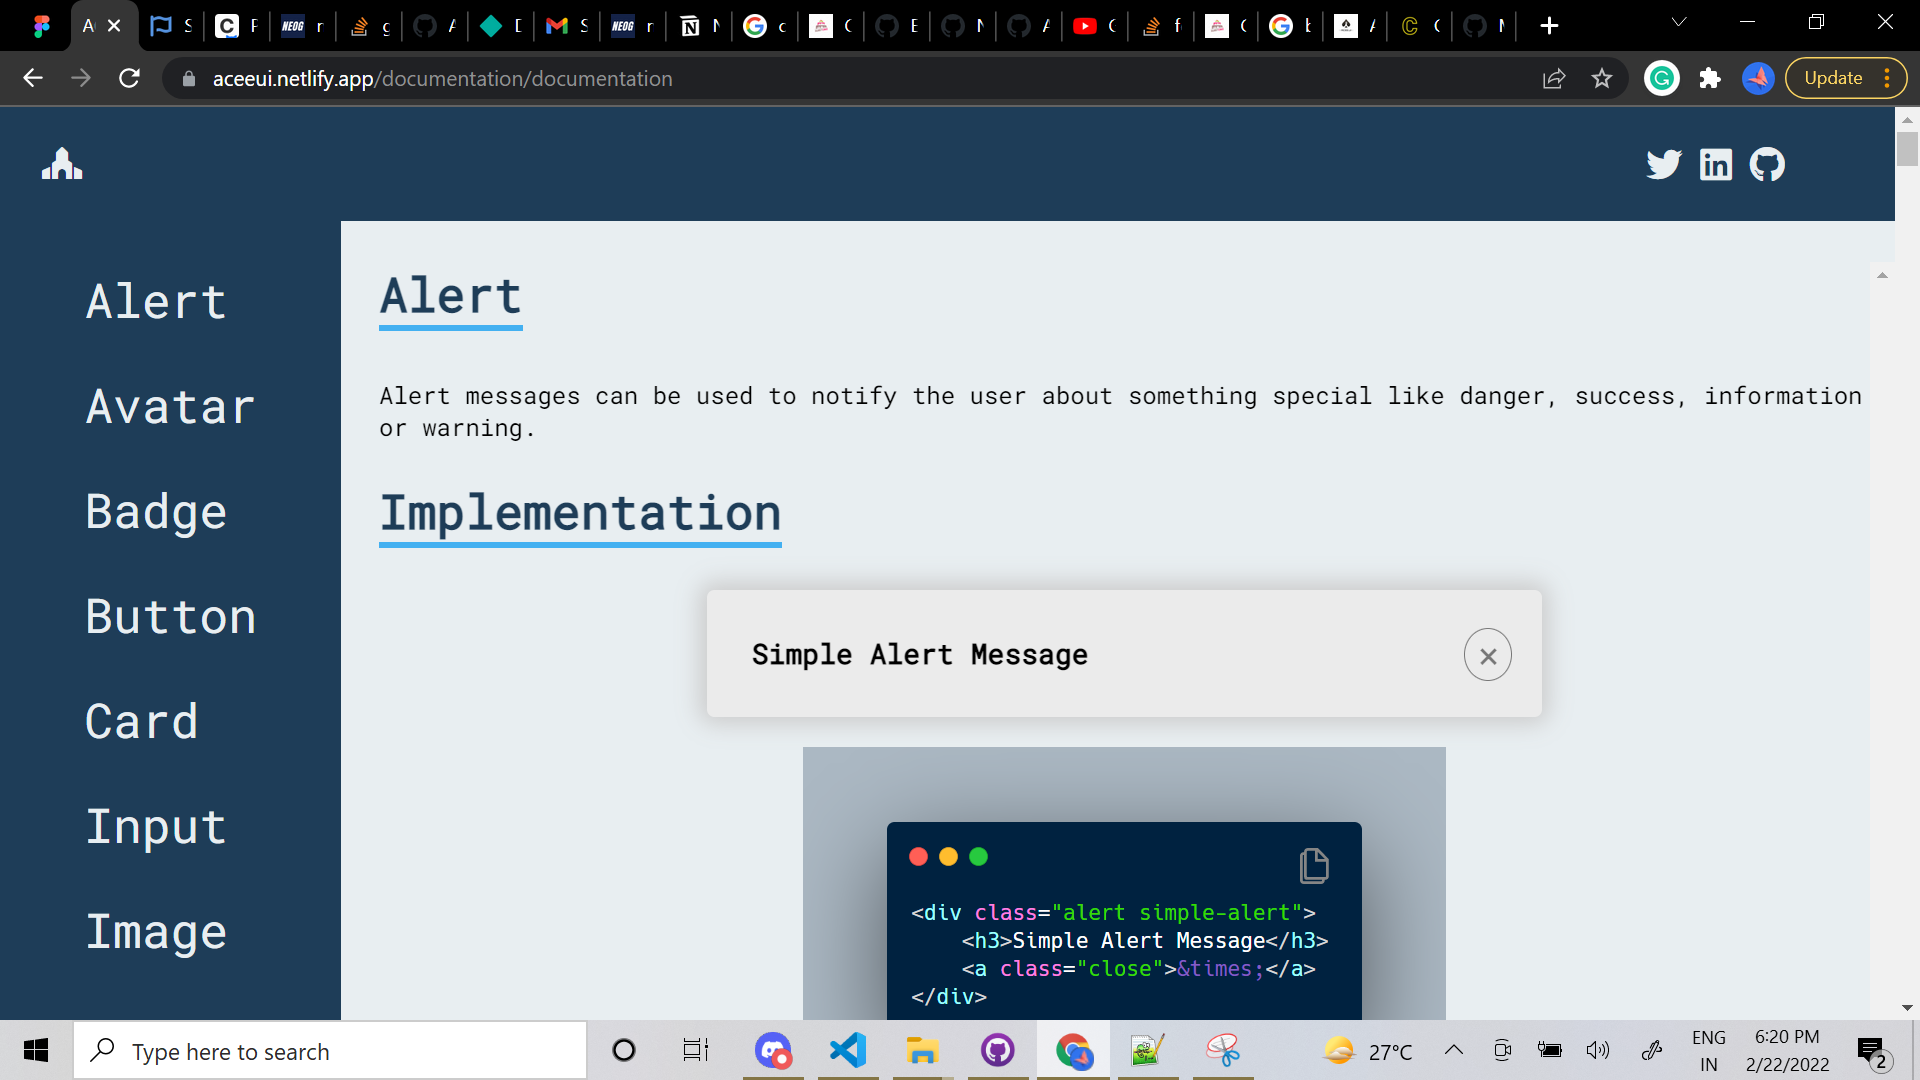 NEOG
NEOG
aceeui.netlify.app/documentation/documentation
Update
Alert
Avatar
Badge
Button
Card
Input
Image
Alert
Alert messages can be used to notify the user about something special like danger, success, information
or warning.
Implementation
Simple Alert Message
<div class="alert simple-alert">
<h3>Simple Alert Message</h3>
<a class="close">&times;</a>
</div>
Type here to search
27°C
ENG
IN
6:20 PM
2/22/2022
2